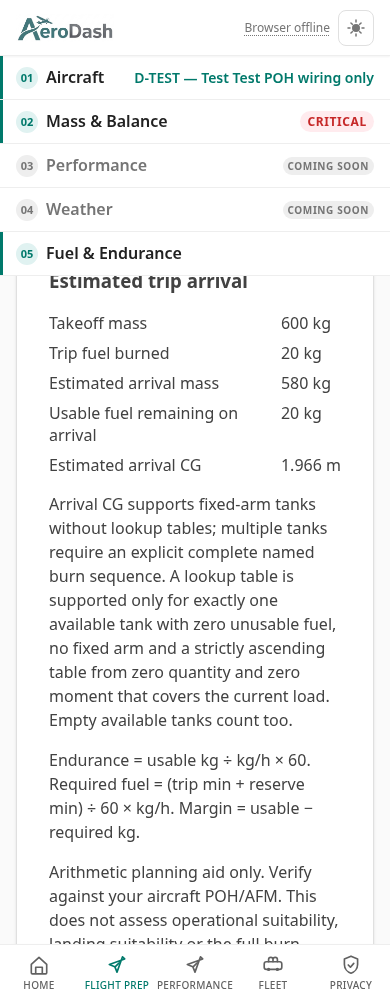 AeroDash
Browser offline
01 Aircraft D-TEST — Test Test POH wiring only
02 Mass & Balance CRITICAL
03 Performance COMING SOON
04 Weather COMING SOON
05 Fuel & Endurance
Estimated trip arrival
Takeoff mass 600 kg
Trip fuel burned 20 kg
Estimated arrival mass 580 kg
Usable fuel remaining on 20 kg
arrival
Estimated arrival CG 1.966 m
Arrival CG supports fixed-arm tanks
without lookup tables; multiple tanks
require an explicit complete named
burn sequence. A lookup table is
supported only for exactly one
available tank with zero unusable fuel,
no fixed arm and a strictly ascending
table from zero quantity and zero
moment that covers the current load.
Empty available tanks count too.
Endurance = usable kg ÷ kg/h × 60.
Required fuel = (trip min + reserve
min) ÷ 60 × kg/h. Margin = usable −
required kg.
Arithmetic planning aid only. Verify
against your aircraft POH/AFM. This
does not assess operational suitability,
landing suitability or the full burn
HOME FLIGHT PREP PERFORMANCE FLEET PRIVACY